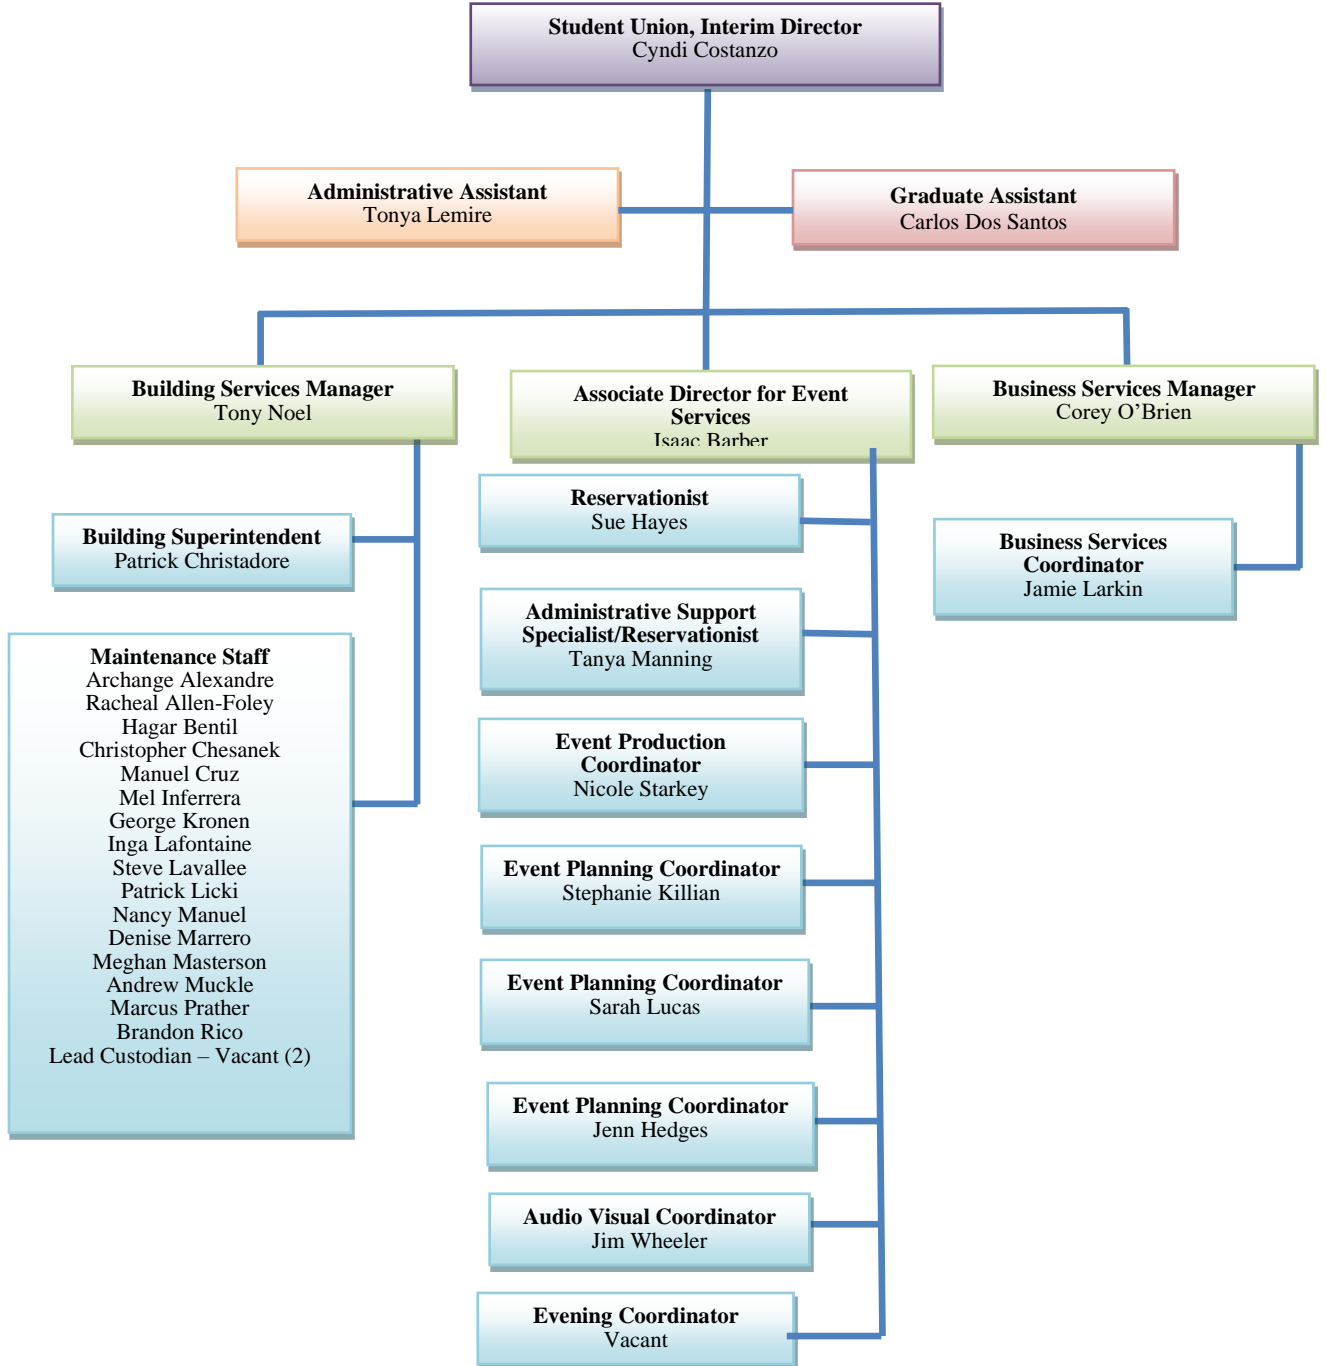 Student Union, Interim Director
Cyndi Costanzo
Administrative Assistant
Tonya Lemire
Graduate Assistant
Carlos Dos Santos
Building Services Manager
Tony Noel
Associate Director for Event
Services
Isaac Barber
Business Services Manager
Corey O’Brien
Building Superintendent
Patrick Christadore
Maintenance Staff
Archange Alexandre
Racheal Allen-Foley
Hagar Bentil
Christopher Chesanek
Manuel Cruz
Mel Inferrera
George Kronen
Inga Lafontaine
Steve Lavallee
Patrick Licki
Nancy Manuel
Denise Marrero
Meghan Masterson
Andrew Muckle
Marcus Prather
Brandon Rico
Lead Custodian – Vacant (2)
Reservationist
Sue Hayes
Administrative Support
Specialist/Reservationist
Tanya Manning
Event Production
Coordinator
Nicole Starkey
Event Planning Coordinator
Stephanie Killian
Event Planning Coordinator
Sarah Lucas
Event Planning Coordinator
Jenn Hedges
Audio Visual Coordinator
Jim Wheeler
Evening Coordinator
Vacant
Business Services
Coordinator
Jamie Larkin